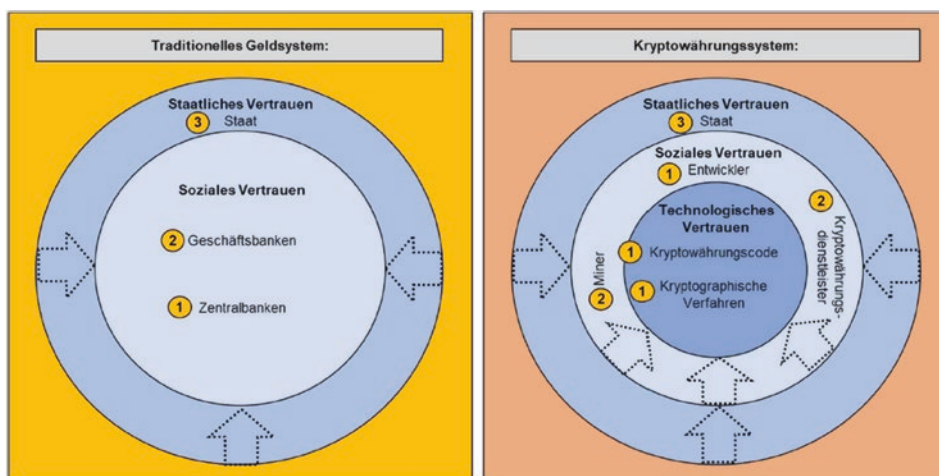 Traditionelles Geldsystem:
Staatliches Vertrauen
3 Staat
Soziales Vertrauen
2 Geschäftsbanken
1 Zentralbanken
Kryptowährungssystem:
Staatliches Vertrauen
3 Staat
Soziales Vertrauen
1 Entwickler
2 Kryptowährungs-
dienstleister
Technologisches
Vertrauen
1 Kryptowährungscode
1 Kryptographische
Verfahren
Miner
2